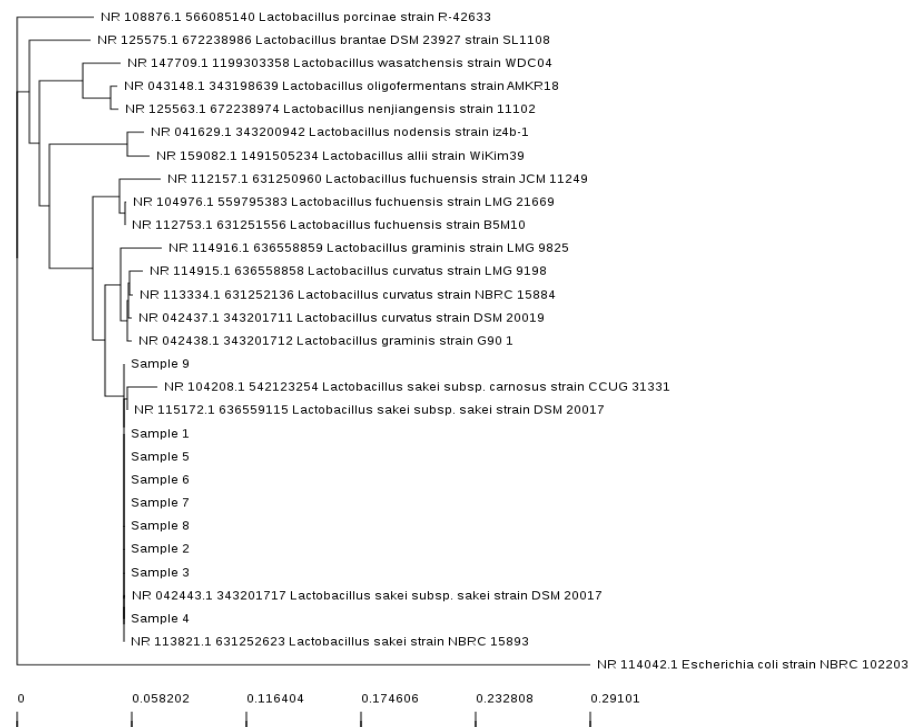 NR 108876.1 566085140 Lactobacillus porcinae strain R-42633
NR 125575.1 672238986 Lactobacillus brantae DSM 23927 strain SL1108
NR 147709.1 1199303358 Lactobacillus wasatchensis strain WDC04
NR 043148.1 343198639 Lactobacillus oligofermentans strain AMKR18
NR 125563.1 672238974 Lactobacillus nenjiangensis strain 11102
NR 041629.1 343200942 Lactobacillus nodensis strain iz4b-1
NR 159082.1 1491505234 Lactobacillus allii strain WiKim39
NR 112157.1 631250960 Lactobacillus fuchuensis strain JCM 11249
NR 104976.1 559795383 Lactobacillus fuchuensis strain LMG 21669
NR 112753.1 631251556 Lactobacillus fuchuensis strain B5M10
NR 114916.1 636558859 Lactobacillus graminis strain LMG 9825
NR 114915.1 636558858 Lactobacillus curvatus strain LMG 9198
NR 113334.1 631252136 Lactobacillus curvatus strain NBRC 15884
NR 042437.1 343201711 Lactobacillus curvatus strain DSM 20019
NR 042438.1 343201712 Lactobacillus graminis strain G90 1
Sample 9
NR 104208.1 542123254 Lactobacillus sakei subsp. carnosus strain CCUG 31331
NR 115172.1 636559115 Lactobacillus sakei subsp. sakei strain DSM 20017
Sample 1
Sample 5
Sample 6
Sample 7
Sample 8
Sample 2
Sample 3
NR 042443.1 343201717 Lactobacillus sakei subsp. sakei strain DSM 20017
Sample 4
NR 113821.1 631252623 Lactobacillus sakei strain NBRC 15893
NR 114042.1 Escherichia coli strain NBRC 102203
0 0.058202 0.116404 0.174606 0.232808 0.29101